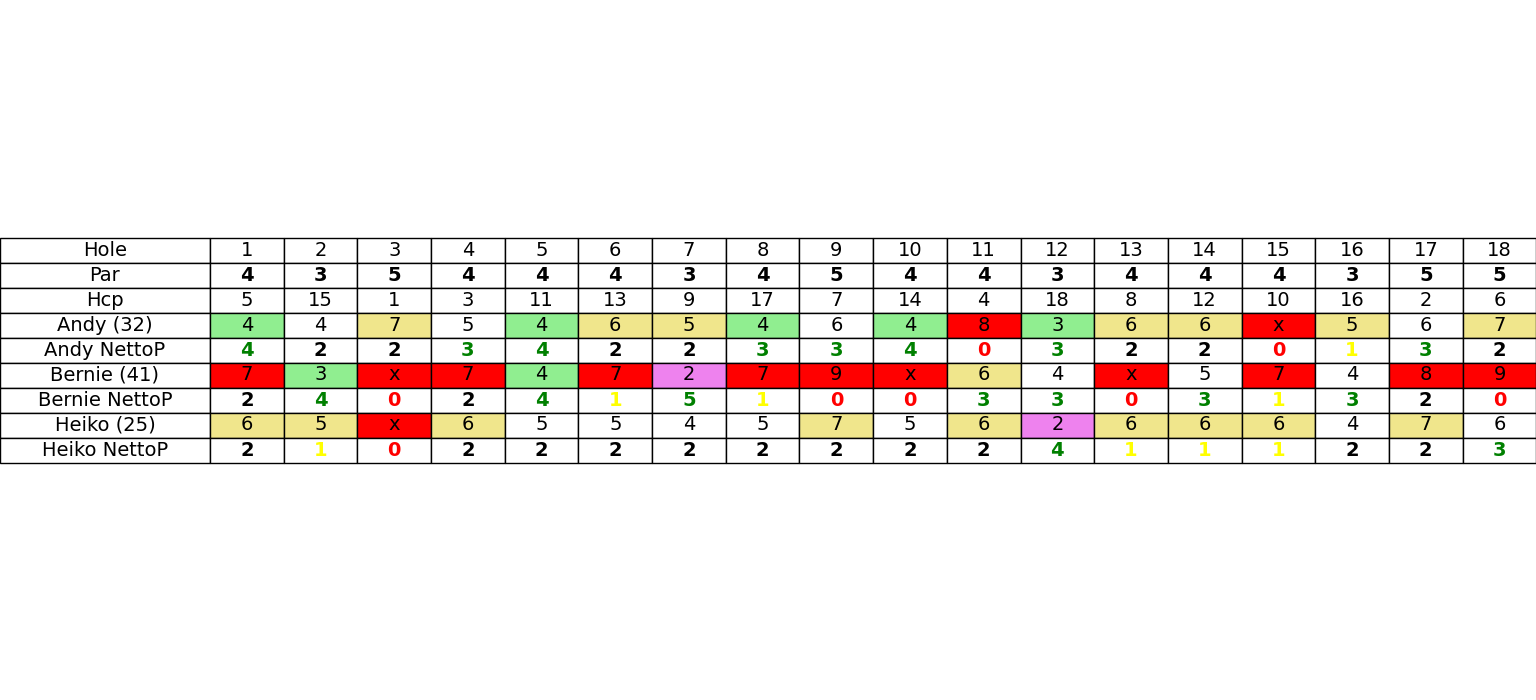 Hole 1 2 3 4 5 6 7 8 9 10 11 12 13 14 15 16 17 18
Par 4 3 5 4 4 4 3 4 5 4 4 3 4 4 4 3 5 5
Hcp 5 15 1 3 11 13 9 17 7 14 4 18 8 12 10 16 2 6
Andy (32) 4 4 7 5 4 6 5 4 6 4 8 3 6 6 x 5 6 7
Andy NettoP 4 2 2 3 4 2 2 3 3 4 0 3 2 2 0 1 3 2
Bernie (41) 7 3 x 7 4 7 2 7 9 x 6 4 x 5 7 4 8 9
Bernie NettoP 2 4 0 2 4 1 5 1 0 0 3 3 0 3 1 3 2 0
Heiko (25) 6 5 x 6 5 5 4 5 7 5 6 2 6 6 6 4 7 6
Heiko NettoP 2 1 0 2 2 2 2 2 2 2 2 4 1 1 1 2 2 3